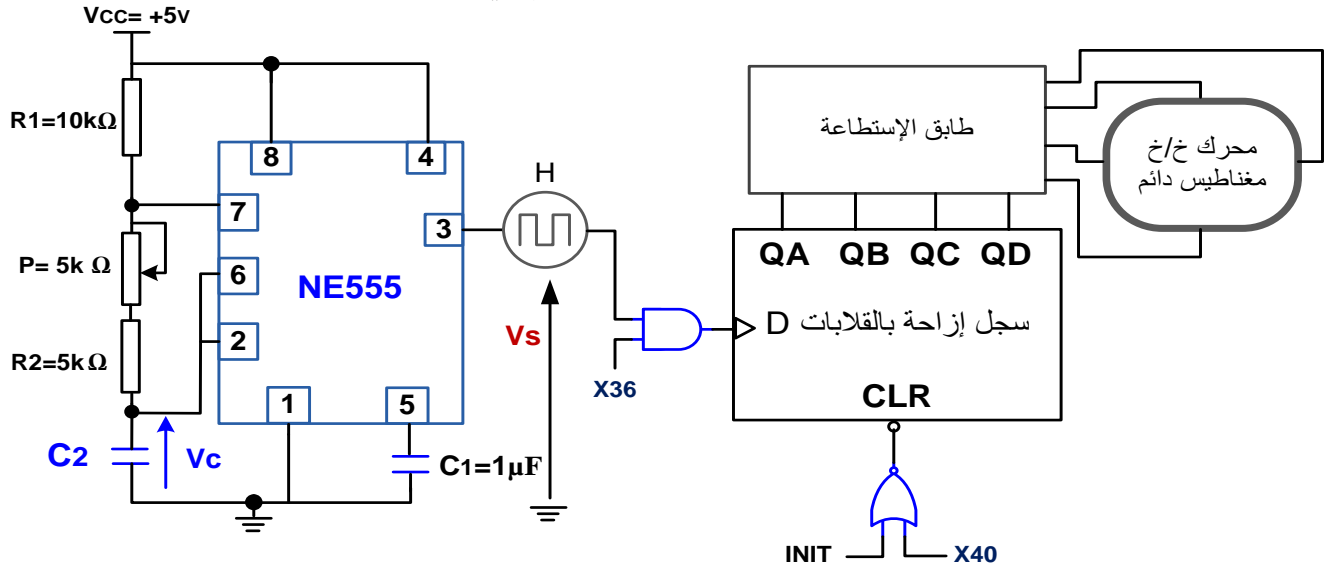 VCC= +5V
R1=10kΩ
P= 5k Ω
R2=5kΩ
C2
Vc
8
4
7
3
6
NE555
2
1
5
C1=1μF
H
Vs
X36
طابق الإستطاعة
محرك خ/خ
مغناطيس دائم
QA QB QC QD
سجل إزاحة بالقلابات D
CLR
INIT
X40